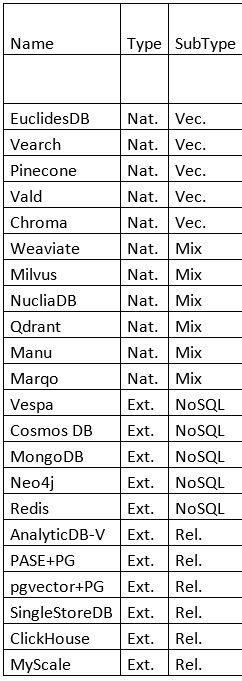 Name Type SubType
EuclidesDB Nat. Vec.
Vearch Nat. Vec.
Pinecone Nat. Vec.
Vald Nat. Vec.
Chroma Nat. Vec.
Weaviate Nat. Mix
Milvus Nat. Mix
NucliaDB Nat. Mix
Qdrant Nat. Mix
Manu Nat. Mix
Marqo Nat. Mix
Vespa Ext. NoSQL
Cosmos DB Ext. NoSQL
MongoDB Ext. NoSQL
Neo4j Ext. NoSQL
Redis Ext. NoSQL
AnalyticDB-V Ext. Rel.
PASE+PG Ext. Rel.
pgvector+PG Ext. Rel.
SingleStoreDB Ext. Rel.
ClickHouse Ext. Rel.
MyScale Ext. Rel.